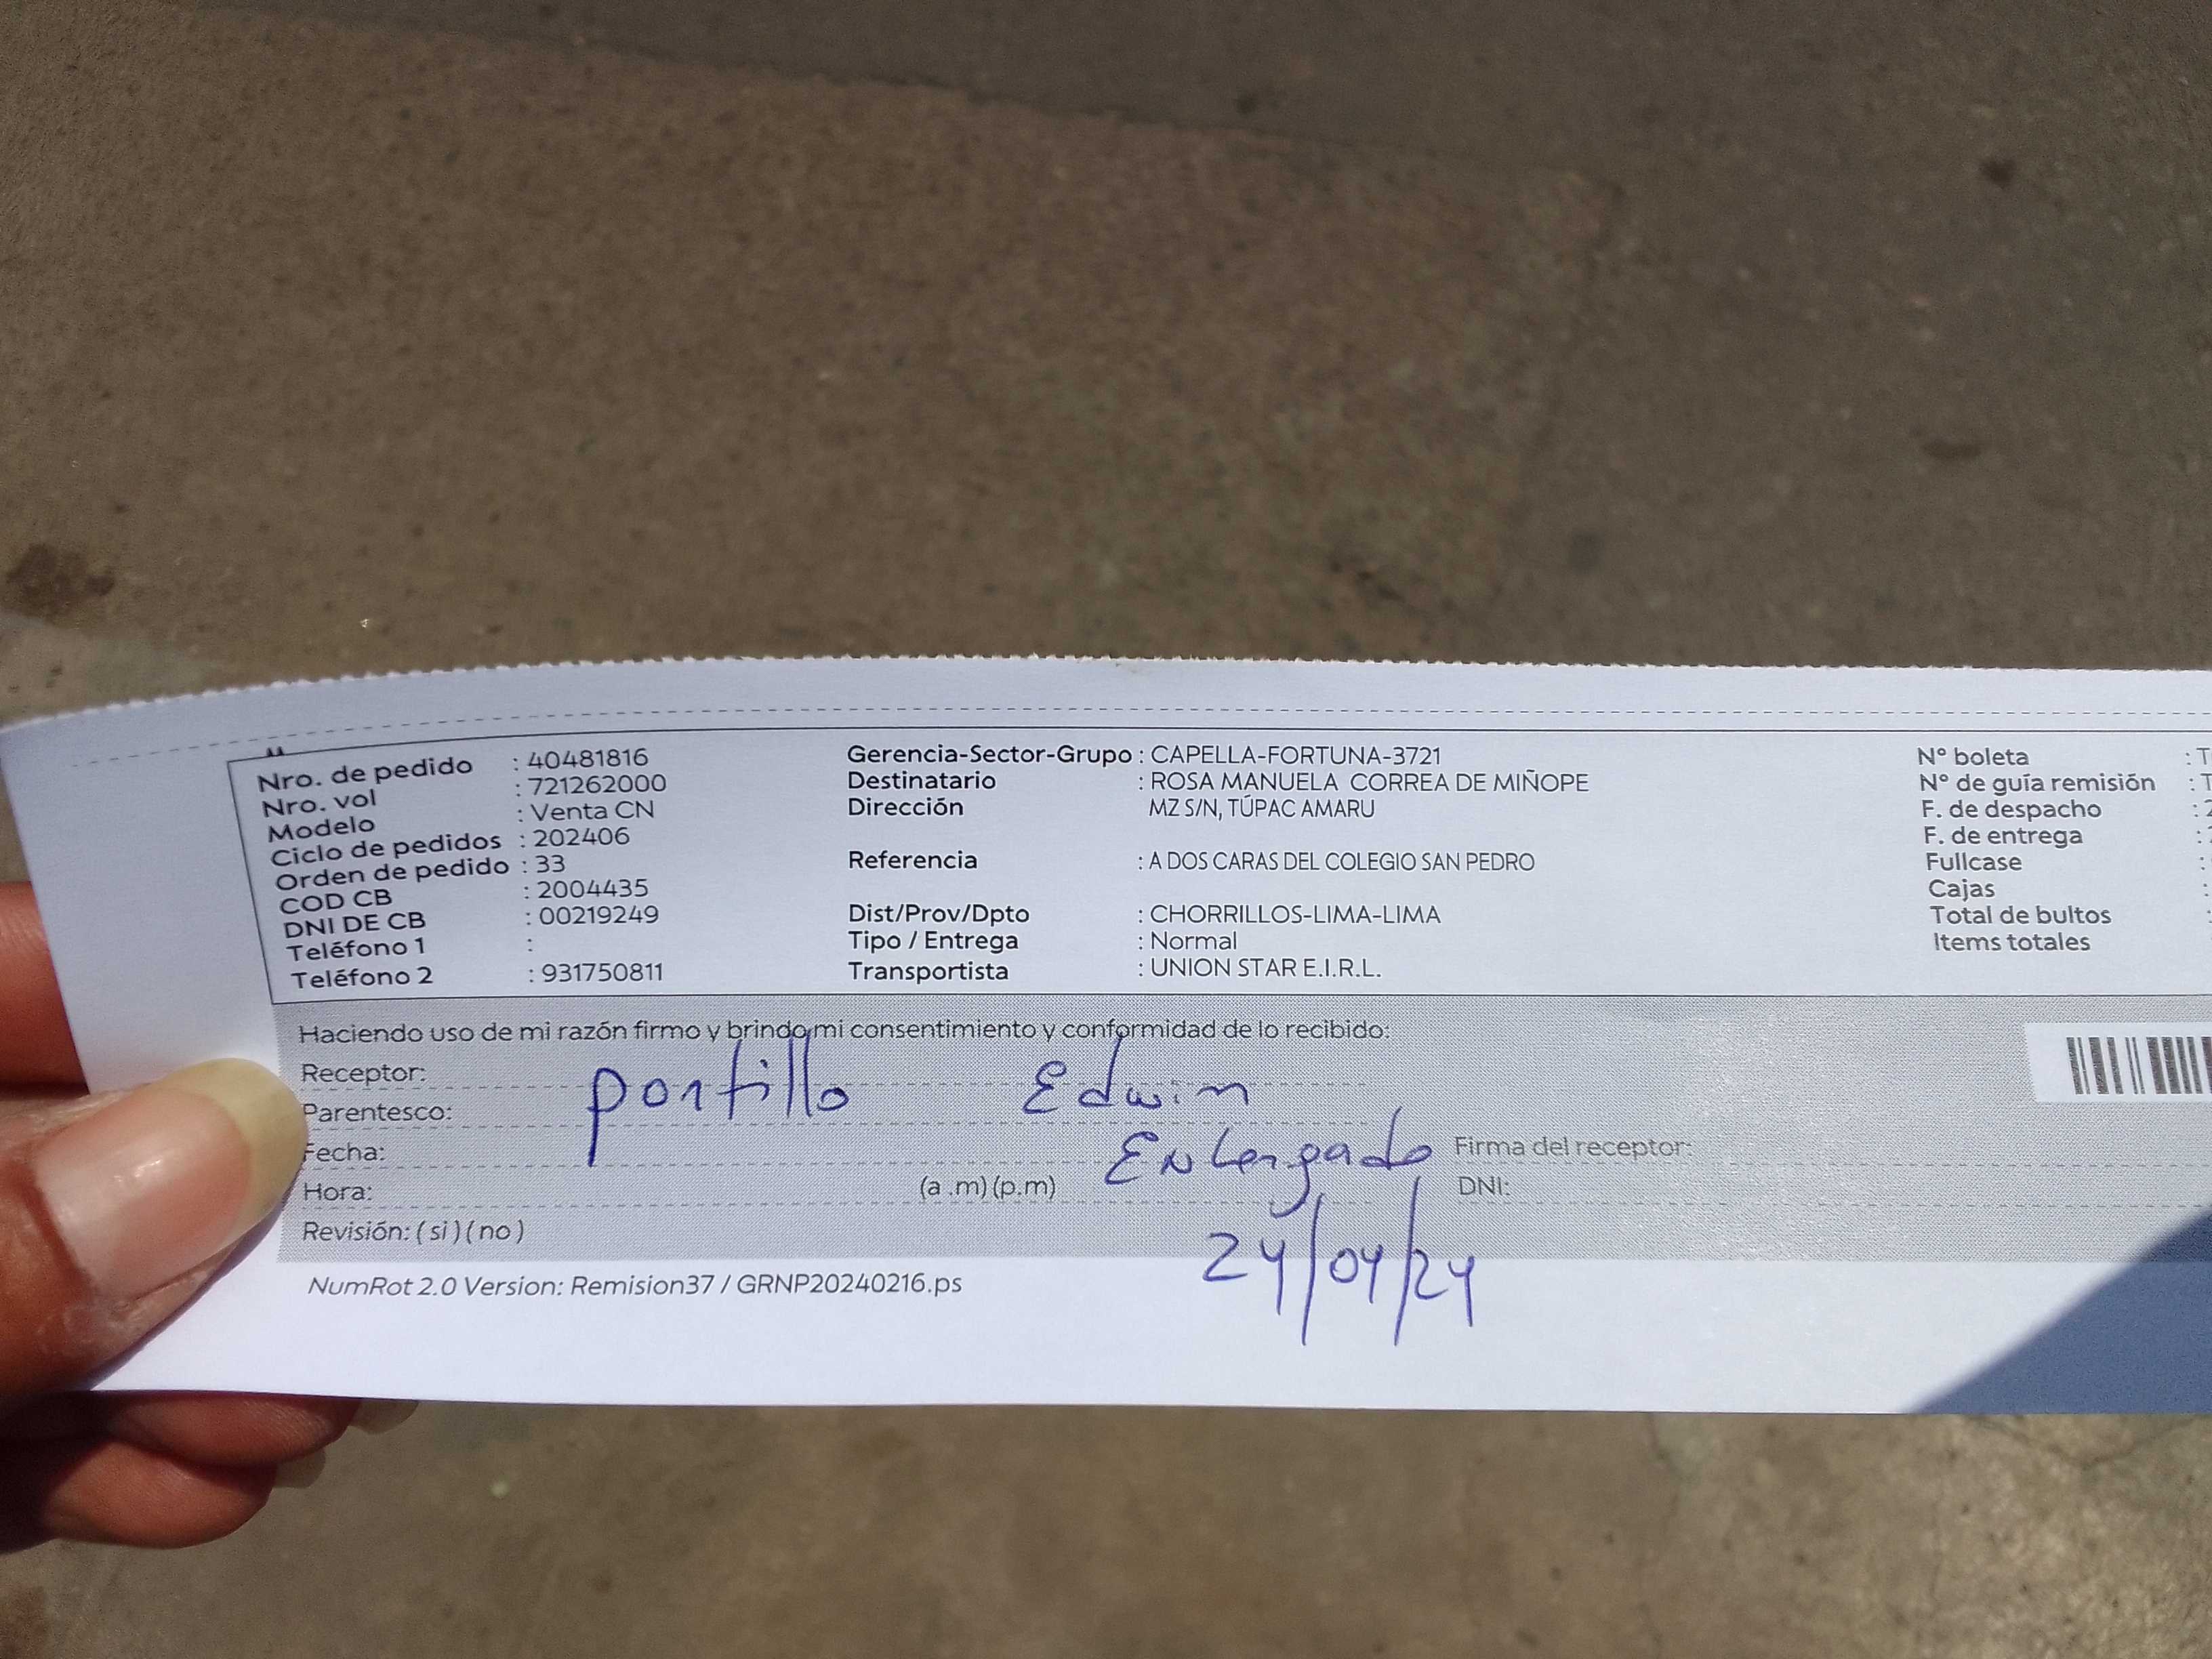 Nro. de pedido : 40481816
Nro. vol : 721262000
Modelo : Venta CN
Ciclo de pedidos : 202406
Orden de pedido : 33
COD CB : 2004435
DNI DE CB : 00219249
Teléfono 1 :
Teléfono 2 : 931750811
Gerencia-Sector-Grupo : CAPELLA-FORTUNA-3721
Destinatario : ROSA MANUELA CORREA DE MIÑOPE
Dirección MZ S/N, TÚPAC AMARU
Referencia : A DOS CARAS DEL COLEGIO SAN PEDRO
Dist/Prov/Dpto : CHORRILLOS-LIMA-LIMA
Tipo / Entrega : Normal
Transportista : UNION STAR E.I.R.L.
N° boleta : T
N° de guía remisión : T
F. de despacho : 2
F. de entrega :
Fullcase :
Cajas :
Total de bultos :
Items totales
Haciendo uso de mi razón firmo y brindo mi consentimiento y conformidad de lo recibido:
Receptor: Portillo Edwin
Parentesco:
Encargado
Fecha:
Firma del receptor:
Hora: (a .m) (p.m)
DNI:
Revisión: ( si ) ( no )
24/04/24
NumRot 2.0 Version: Remision37 / GRNP20240216.ps